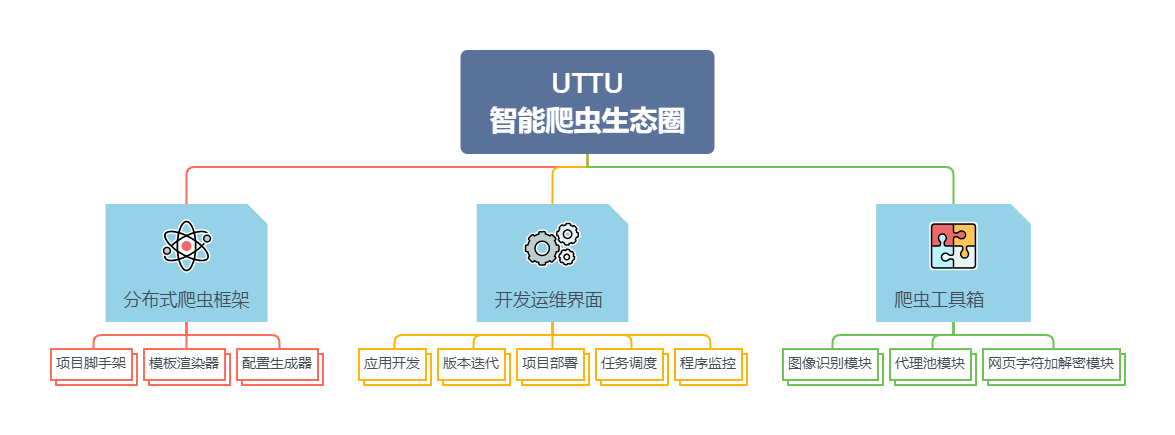 UTTU
智能爬虫生态圈
分布式爬虫框架
开发运维界面
爬虫工具箱
项目脚手架
模板渲染器
配置生成器
应用开发
版本迭代
项目部署
任务调度
程序监控
图像识别模块
代理池模块
网页字符加解密模块